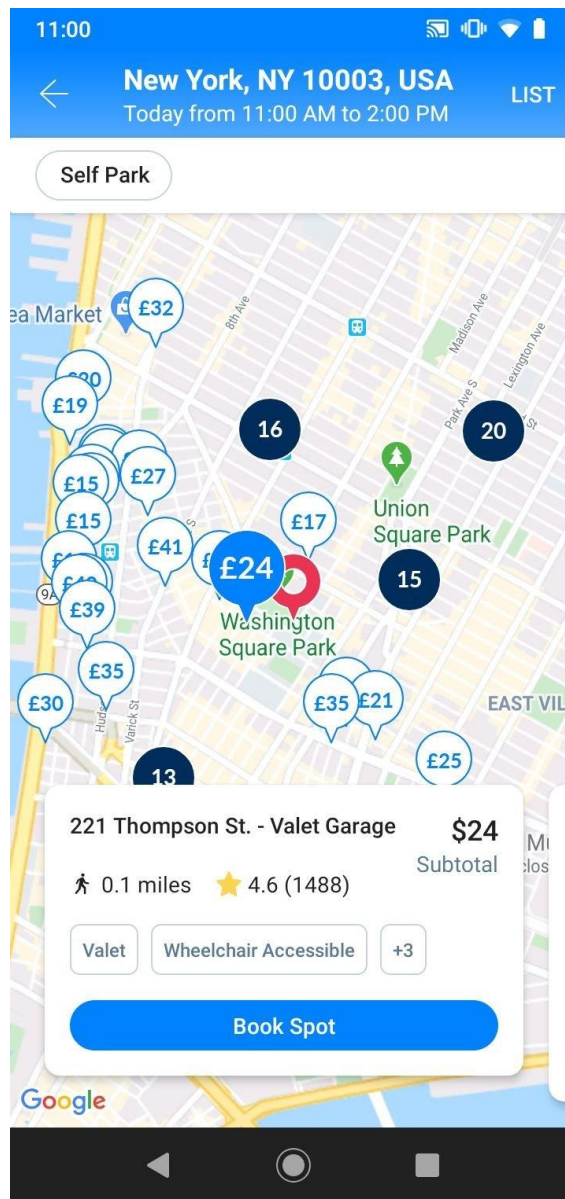 11:00
New York, NY 10003, USA
LIST
Today from 11:00 AM to 2:00 PM
Self Park
ea Market
£32
8th Ave
Madison Ave
Lexington Ave
Park Ave S
£19
16
20
£27
£15
Union
Square Park
£15
£17
£41
£24
15
9A
£39
Washington
Square Park
£35
£30
£35
£21
EAST VIL
Huds
Varick St
£25
13
221 Thompson St. - Valet Garage
$24
Subtotal
0.1 miles
4.6 (1488)
Valet
Wheelchair Accessible
+3
Book Spot
Google